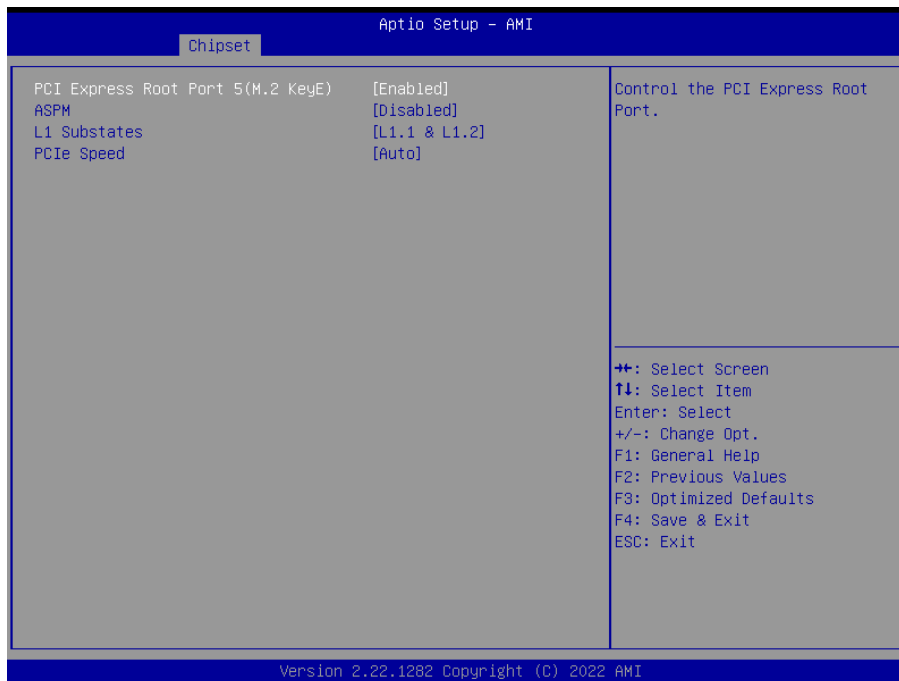 Aptio Setup – AMI
Chipset
PCI Express Root Port 5(M.2 KeyE) [Enabled]
ASPM [Disabled]
L1 Substates [L1.1 & L1.2]
PCIe Speed [Auto]
Control the PCI Express Root
Port.
→←: Select Screen
↑↓: Select Item
Enter: Select
+/-: Change Opt.
F1: General Help
F2: Previous Values
F3: Optimized Defaults
F4: Save & Exit
ESC: Exit
Version 2.22.1282 Copyright (C) 2022 AMI